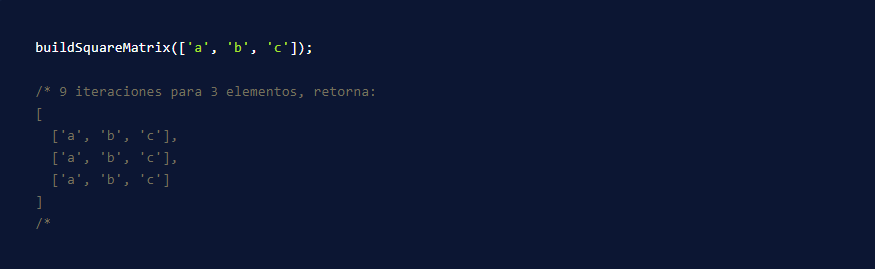 buildSquareMatrix(['a', 'b', 'c']);
/* 9 iteraciones para 3 elementos, retorna:
[
  ['a', 'b', 'c'],
  ['a', 'b', 'c'],
  ['a', 'b', 'c']
]
/*